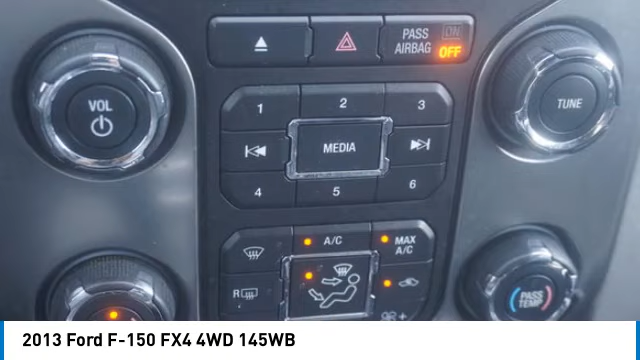 PASS ON
AIRBAG OFF
VOL
1 2 3
MEDIA
TUNE
4 5 6
A/C
MAX
A/C
R
PASS
TEMP
+
2013 Ford F-150 FX4 4WD 145WB